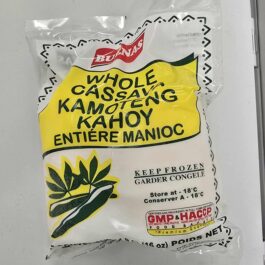 BUENAS
WHOLE
CASSAVA
KAMOTENG
KAHOY
ENTIÈRE MANIOC
KEEP FROZEN
GARDER CONGELÉ
Store at -18°C
Conserver A -18°C
GMP+HACCP
(16 oz) POIDS NET